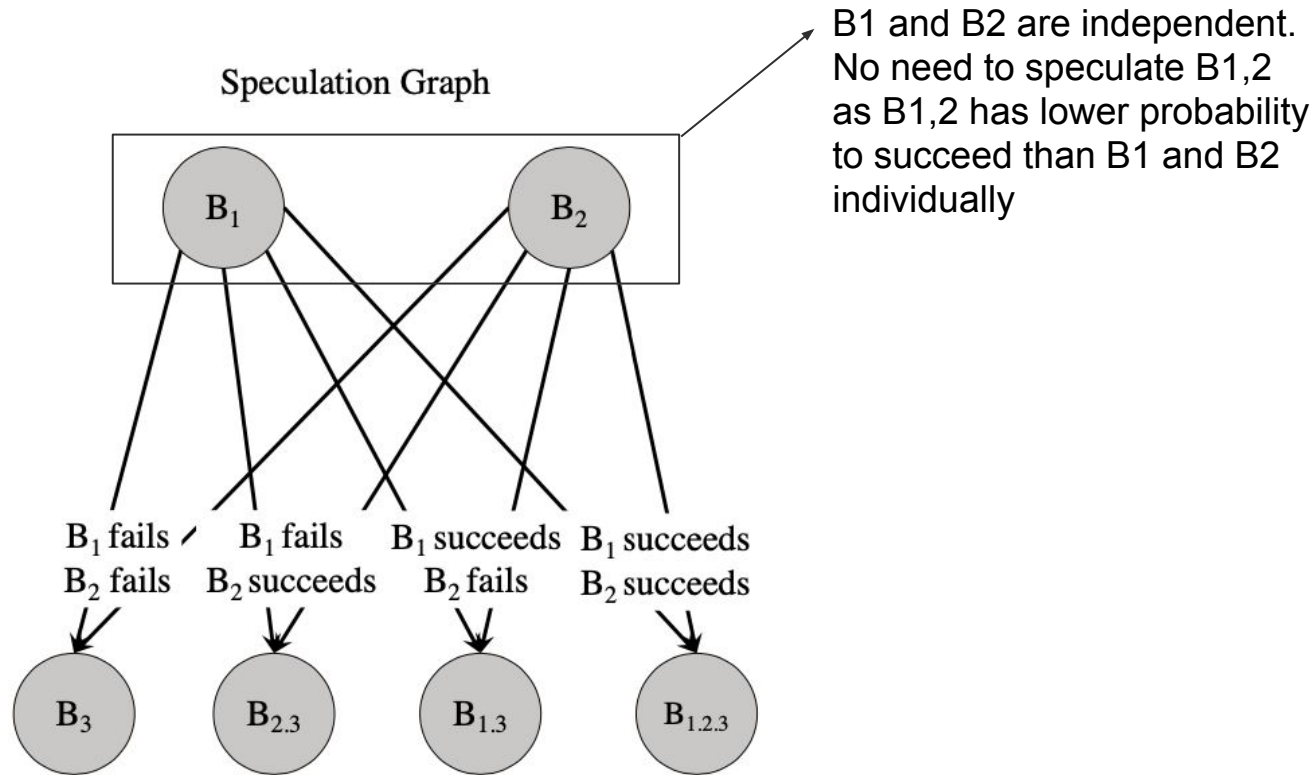 B1 and B2 are independent.
No need to speculate B1,2
as B1,2 has lower probability
to succeed than B1 and B2
individually
Speculation Graph
B₁
B₂
B₁ fails
B₂ fails
B₁ fails
B₂ succeeds
B₁ succeeds
B₂ fails
B₁ succeeds
B₂ succeeds
B₃
B₂.₃
B₁.₃
B₁.₂.₃